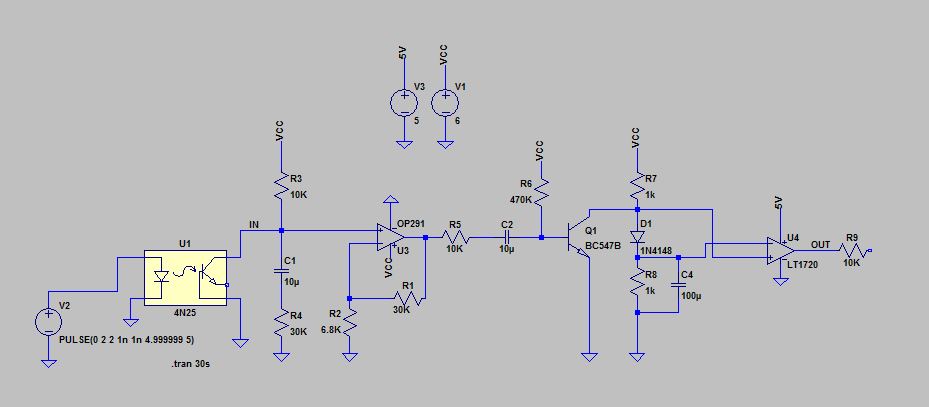 5V
VCC
V3
V1
5
6
VCC
VCC
VCC
R3
10K
R6
470K
R7
1k
5V
IN
OP291
U3
VCC
R5
10K
C2
10µ
Q1
BC547B
D1
1N4148
U4
OUT
R9
LT1720
10K
U1
4N25
C1
10µ
R4
30K
R1
30K
R2
6.8K
R8
1k
C4
100µ
V2
PULSE(0 2 2 1n 1n 4.999999 5)
.tran 30s